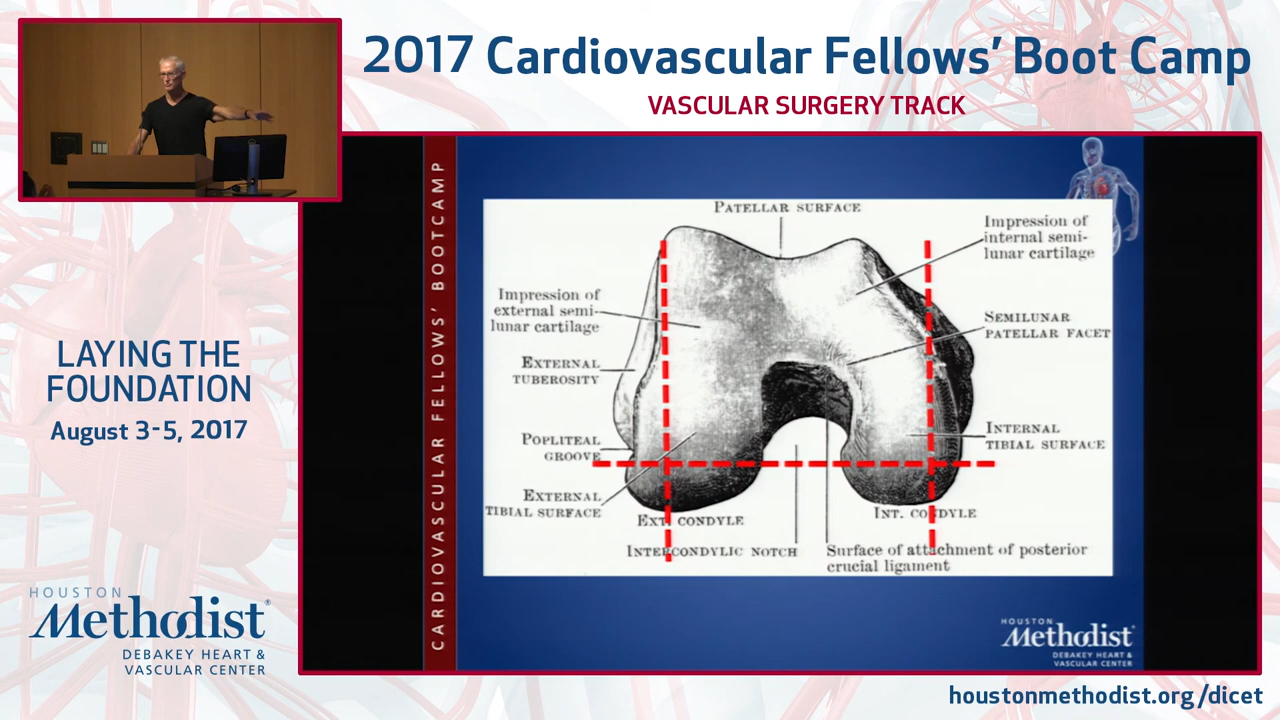 2017 Cardiovascular Fellows’ Boot Camp
VASCULAR SURGERY TRACK
LAYING THE
FOUNDATION
August 3-5, 2017
HOUSTON
Methodist®
DEBAKEY HEART &
VASCULAR CENTER
CARDIOVASCULAR FELLOWS’ BOOTCAMP
PATELLAR SURFACE
Impression of
internal semi-
lunar cartilage
Impression of
external semi-
lunar cartilage
SEMILUNAR
PATELLAR FACET
EXTERNAL
TUBEROSITY
POPLITEAL
GROOVE
INTERNAL
TIBIAL SURFACE
EXTERNAL
TIBIAL SURFACE
EXT. CONDYLE
INT. CONDYLE
INTERCONDYLIC NOTCH
Surface of attachment of posterior
crucial ligament
HOUSTON
Methodist
DEBAKEY HEART &
VASCULAR CENTER
houstonmethodist.org/dicet